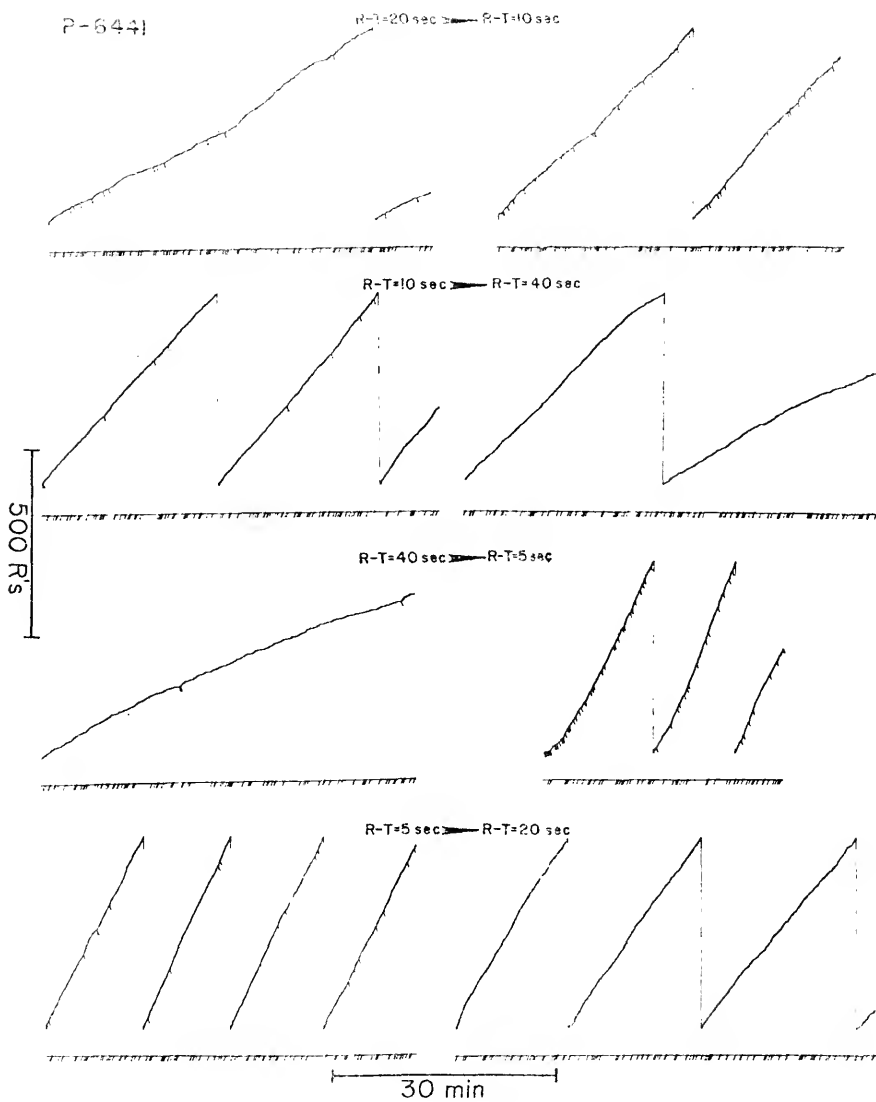 P-6441
R-T=20 sec R-T=10 sec
R-T=10 sec R-T=40 sec
500 R's
R-T=40 sec R-T=5 sec
R-T=5 sec R-T=20 sec
30 min